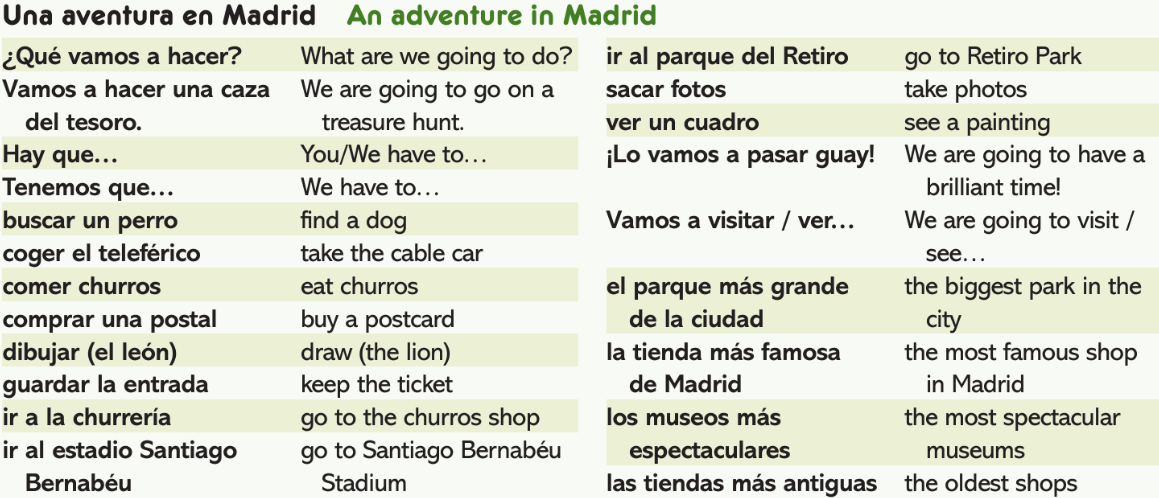 Una aventura en Madrid An adventure in Madrid
¿Qué vamos a hacer? What are we going to do?
Vamos a hacer una caza We are going to go on a
del tesoro. treasure hunt.
Hay que… You/We have to…
Tenemos que… We have to…
buscar un perro find a dog
coger el teleférico take the cable car
comer churros eat churros
comprar una postal buy a postcard
dibujar (el león) draw (the lion)
guardar la entrada keep the ticket
ir a la churrería go to the churros shop
ir al estadio Santiago go to Santiago Bernabéu
Bernabéu Stadium
ir al parque del Retiro go to Retiro Park
sacar fotos take photos
ver un cuadro see a painting
¡Lo vamos a pasar guay! We are going to have a
brilliant time!
Vamos a visitar / ver… We are going to visit /
see…
el parque más grande the biggest park in the
de la ciudad city
la tienda más famosa the most famous shop
de Madrid in Madrid
los museos más the most spectacular
espectaculares museums
las tiendas más antiguas the oldest shops